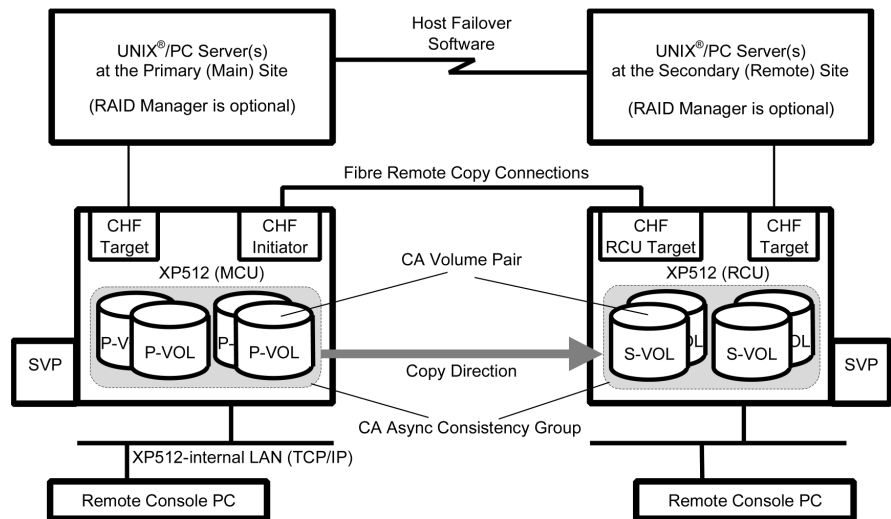 Host Failover
Software
UNIX®/PC Server(s)
at the Primary (Main) Site
(RAID Manager is optional)
UNIX®/PC Server(s)
at the Secondary (Remote) Site
(RAID Manager is optional)
Fibre Remote Copy Connections
CHF
Target
CHF
Initiator
CHF
RCU Target
CHF
Target
XP512 (MCU)
CA Volume Pair
XP512 (RCU)
P-V
P-VOL
P-
P-VOL
S-VOL
OL
S-VOL
OL
SVP
SVP
Copy Direction
CA Async Consistency Group
XP512-internal LAN (TCP/IP)
Remote Console PC
Remote Console PC